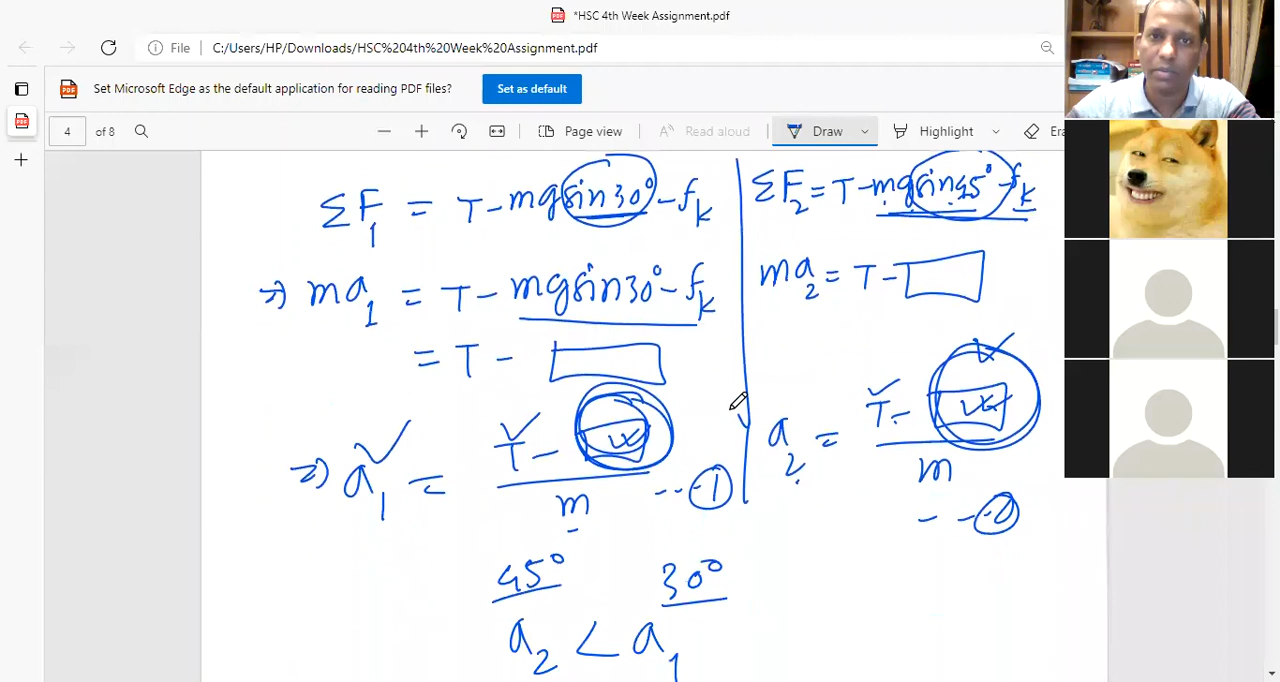 *HSC 4th Week Assignment.pdf
File C:/Users/HP/Downloads/HSC%204th%20Week%20Assignment.pdf
Set Microsoft Edge as the default application for reading PDF files? Set as default
4 of 8 Page view Read aloud Draw Highlight Era
ΣF₁ = T - mg sin30° - fₖ
⇒ ma₁ = T - mg sin30° - fₖ
= T -
⇒ a₁ = T - / m --- ①
ΣF₂ = T - mg sin45° - fₖ
ma₂ = T -
a₂ = T - / m
45° 30°
a₂ < a₁